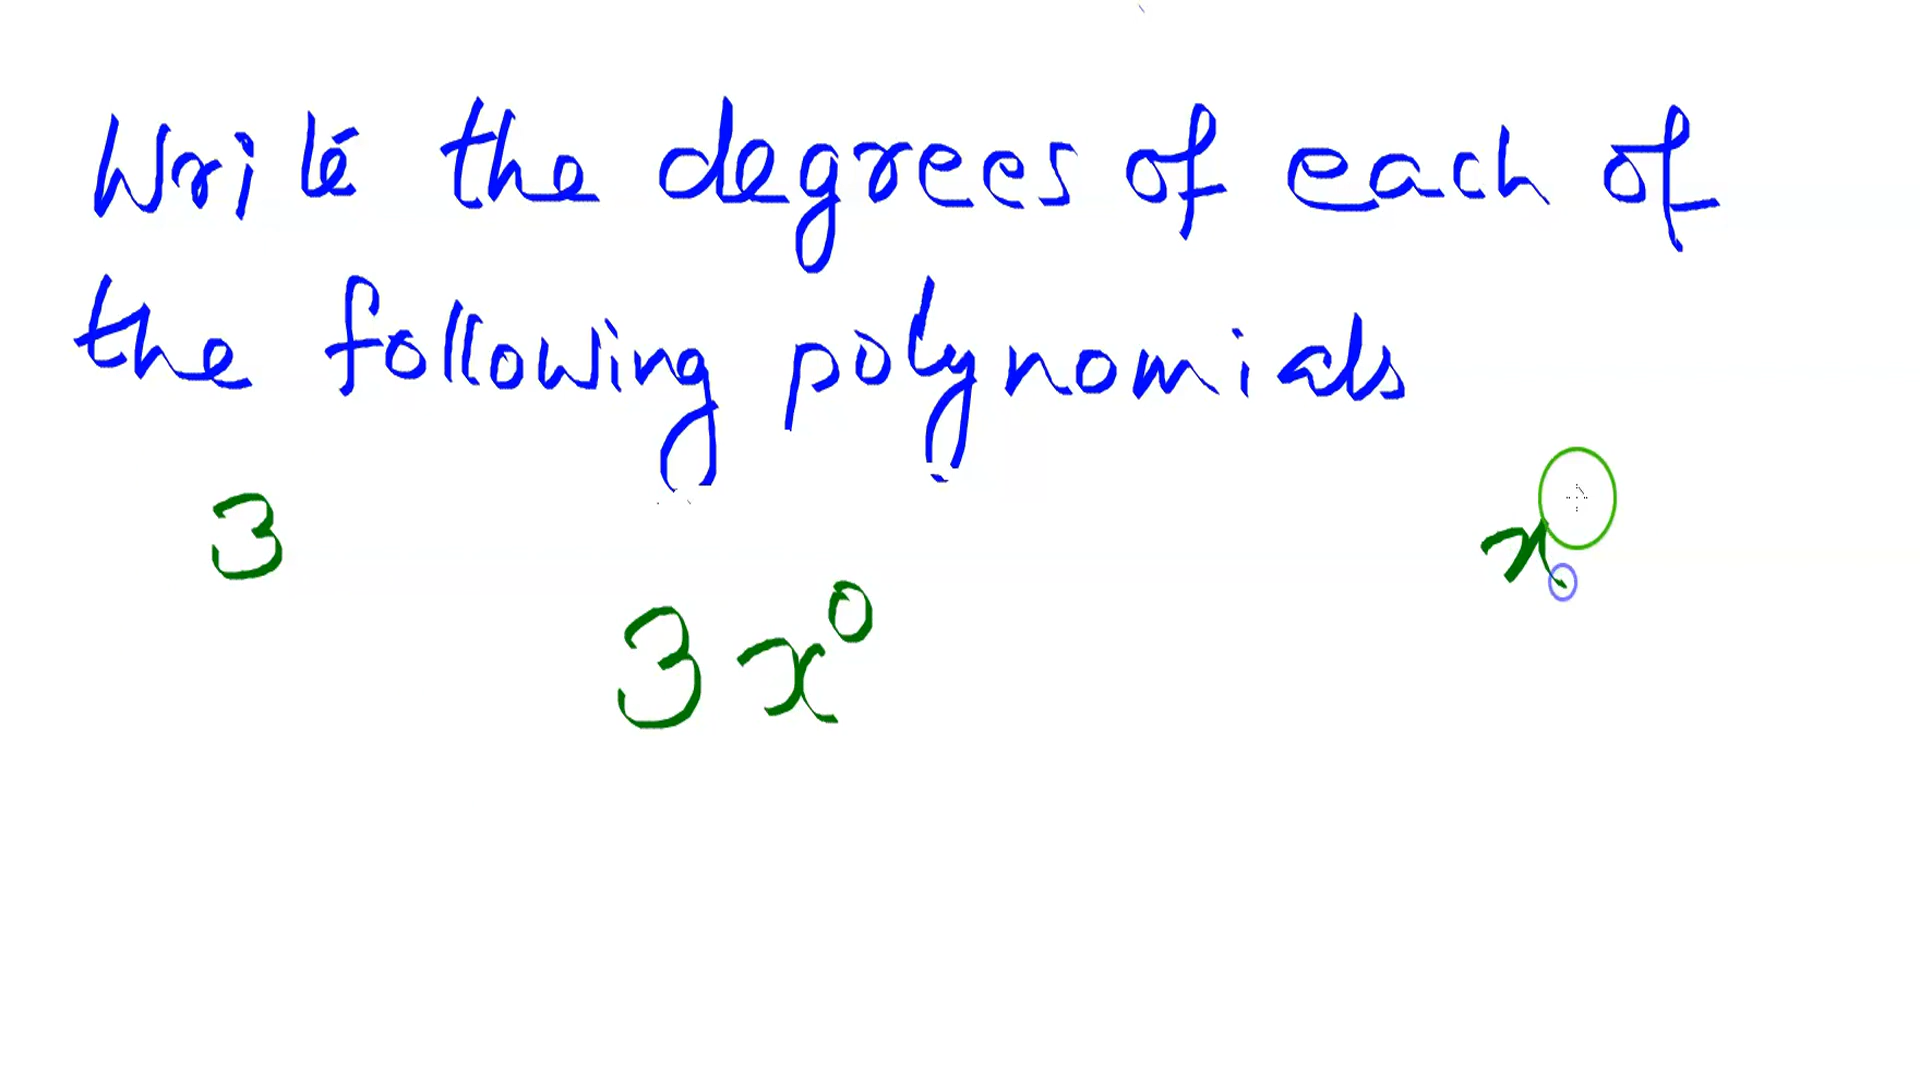 Write the degrees of each of
the following polynomials
3 x
3x⁰